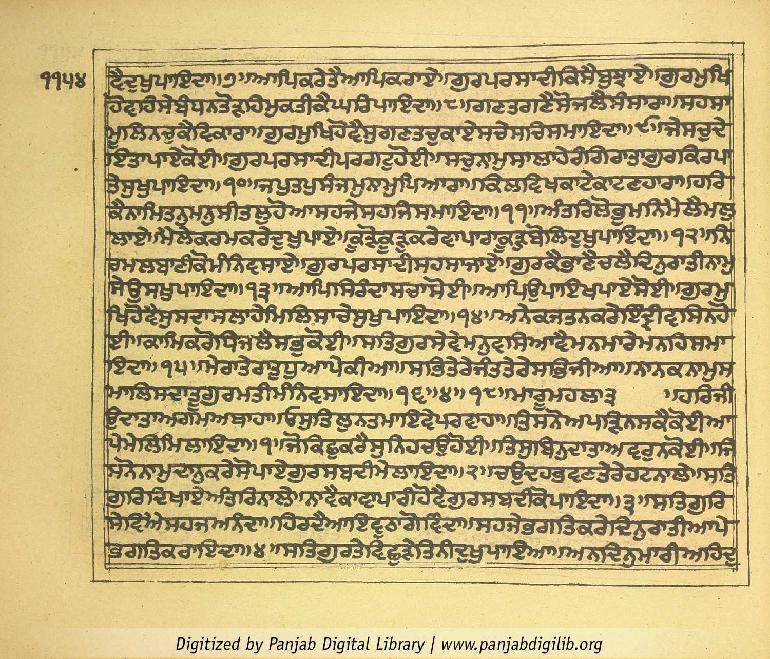 ੧੧੫੪
ਵੈਦੁਖੁਪਾਇਦਾ॥੭॥ਆਪਿਕਰੇਤੈਆਪਿਕਰਾਏ॥ਗੁਰਪਰਸਾਦੀਕਿਸੈਬੁਝਾਏ॥ਗੁਰਮੁਖਿ
ਹੋਵਹਿਸੇਬੰਧਨਤੋੜਹਿਮੁਕਤੀਕੈਘਰਿਪਾਇਦਾ॥੮॥ਗਣਤਗਣੈਸੋਜਲੈਸੰਸਾਰਾ॥ਸਹਸਾ
ਮੂਲਿਨਚੁਕੈਵਿਕਾਰਾ॥ਗੁਰਮੁਖਿਹੋਵੈਸੁਗਣਤਚੁਕਾਏਸਚੇਸਚਿਸਮਾਇਦਾ॥੯॥ਜੇਸਚੁਦੇ
ਇਤਾਪਾਏਕੋਈ॥ਗੁਰਪਰਸਾਦੀਪਰਗਟੁਹੋਈ॥ਸਚੁਨਾਮੁਸਾਲਾਹੇਰੰਗਿਰਾਤਾਗੁਰਕਿਰਪਾ
ਤੇਸੁਖੁਪਾਇਦਾ॥੧੦॥ਜਪੁਤਪੁਸੰਜਮੁਨਾਮੁਪਿਆਰਾ॥ਕਿਲਵਿਖਕਾਟੇਕਾਟਣਹਾਰਾ॥ਹਰਿ
ਕੈਨਾਮਿਤਨੁਮਨੁਸੀਤਲੁਹੋਆਸਹਜੇਸਹਜਿਸਮਾਇਦਾ॥੧੧॥ਅੰਤਰਿਲੋਭੁਮਨਿਮੈਲੈਮਲੁ
ਲਾਏ॥ਮੈਲੇਕਰਮਕਰੇਦੁਖੁਪਾਏ॥ਕੂੜੋਕੂੜੁਕਰੇਵਾਪਾਰਾਕੂੜੁਬੋਲਿਦੁਖੁਪਾਇਦਾ॥੧੨॥ਨਿ
ਰਮਲਬਾਣੀਕੋਮੰਨਿਵਸਾਏ॥ਗੁਰਪਰਸਾਦੀਸਹਸਾਜਾਏ॥ਗੁਰਕੈਭਾਣੈਚਲੈਦਿਨੁਰਾਤੀਨਾਮੁ
ਸੁਖੁਪਾਇਦਾ॥੧੩॥ਆਪਿਸਿਰੰਦਾਸਚਾਸੋਈ॥ਆਪਿਉਪਾਇਖਪਾਏਸੋਈ॥ਗੁਰਮੁ
ਖਿਹੋਵੈਸੁਸਦਾਸਲਾਹੇਮਿਲਿਸਾਚੇਸੁਖੁਪਾਇਦਾ॥੧੪॥ਅਨੇਕਜਤਨਕਰੇਇੰਦ੍ਰੀਵਸਿਨਹੋ
ਈ॥ਕਾਮਿਕਰੋਧਿਜਲੈਸਭੁਕੋਈ॥ਸਤਿਗੁਰਸੇਵੇਮਨੁਵਸਿਆਵੈਮਨਮਾਰੇਮਨਹਿਸਮਾ
ਇਦਾ॥੧੫॥ਮੇਰਾਤੇਰਾਤੁਧੁਆਪੇਕੀਆ॥ਸਭਿਤੇਰੇਜੰਤਤੇਰੇਸਭਿਜੀਆ॥ਨਾਨਕਨਾਮੁਸ
ਮਾਲਿਸਦਾਤੂਗੁਰਮਤੀਮੰਨਿਵਸਾਇਦਾ॥੧੬॥੪॥੧੮॥ਮਾਰੂਮਹਲਾ੩ ॥ਹਰਿਜੀ
ਉਦਾਤਾਅਗਮਅਥਾਹਾ॥ਓਸੁਤਿਲੁਨਤਮਾਇਵੇਪਰਵਾਹਾ॥ਤਿਸਨੋਅਪੜਿਨਸਕੈਕੋਈਆ
ਪੇਮੇਲਿਮਿਲਾਇਦਾ॥੧॥ਜੋਕਿਛੁਕਰੈਸੁਨਿਹਚਉਹੋਈ॥ਤਿਸੁਬਿਨੁਦਾਤਾਅਵਰੁਨਕੋਈ॥ਜਿ
ਸਨੋਨਾਮੁਦਾਨੁਕਰੇਸੋਪਾਏਗੁਰਸਬਦੀਮੇਲਾਇਦਾ॥੨॥ਚਉਦਹਭਵਣਤੇਰੇਹਟਨਾਲੇ॥ਸਤਿ
ਗੁਰਿਦਿਖਾਏਅੰਤਰਿਨਾਲੇ॥ਨਾਵੈਕਾਵਾਪਾਰੀਹੋਵੈਗੁਰਸਬਦੀਕੋਪਾਇਦਾ॥੩॥ਸਤਿਗੁਰਿ
ਸੇਵਿਐਸਹਜਅਨੰਦਾ॥ਹਿਰਦੈਆਇਵੁਠਾਗੋਵਿੰਦਾ॥ਸਹਜੇਭਗਤਿਕਰੇਦਿਨੁਰਾਤੀਆਪੇ
ਭਗਤਿਕਰਾਇਦਾ॥੪॥ਸਤਿਗੁਰਤੇਵਿਛੁੜੇਤਿਨੀਦੁਖੁਪਾਇਆ॥ਅਨਦਿਨੁਮਾਰੀਅਹਿਦੁ
Digitized by Panjab Digital Library | www.panjabdigilib.org